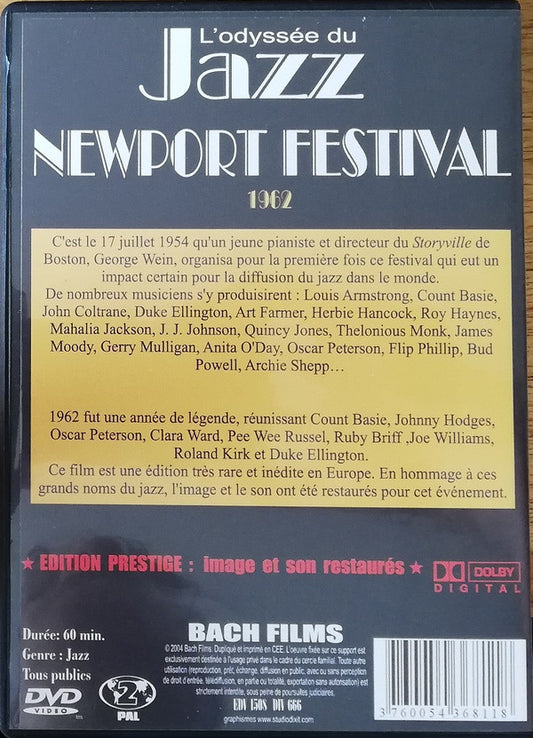 L'odyssée du
Jazz
NEWPORT FESTIVAL
1962
C'est le 17 juillet 1954 qu'un jeune pianiste et directeur du Storyville de
Boston, George Wein, organisa pour la première fois ce festival qui eut un
impact certain pour la diffusion du jazz dans le monde.
De nombreux musiciens s'y produisirent : Louis Armstrong, Count Basie,
John Coltrane, Duke Ellington, Art Farmer, Herbie Hancock, Roy Haynes,
Mahalia Jackson, J. J. Johnson, Quincy Jones, Thelonious Monk, James
Moody, Gerry Mulligan, Anita O'Day, Oscar Peterson, Flip Phillip, Bud
Powell, Archie Shepp…
1962 fut une année de légende, réunissant Count Basie, Johnny Hodges,
Oscar Peterson, Clara Ward, Pee Wee Russel, Ruby Briff ,Joe Williams,
Roland Kirk et Duke Ellington.
Ce film est une édition très rare et inédite en Europe. En hommage à ces
grands noms du jazz, l'image et le son ont été restaurés pour cet événement.
★ EDITION PRESTIGE : image et son restaurés ★
DOLBY
DIGITAL
Durée: 60 min.
Genre : Jazz
Tous publics
DVD
VIDEO
2
PAL
BACH FILMS
© 2004 Bach Films. Dupliqué et imprimé en CEE. L'oeuvre fixée sur ce support est
exclusivement destinée à l'usage privé dans le cadre du cercle familial. Toute autre
utilisation (reproduction, prêt, échange, diffusion en public, avec ou sans perception
de droit d'entrée, télédiffusion, en partie ou totalité, exportation sans autorisation) est
strictement interdite, sous peine de poursuites judiciaires.
EDV 1508 DIV 666
graphismes : www.studiodixit.com
3 760054 368118